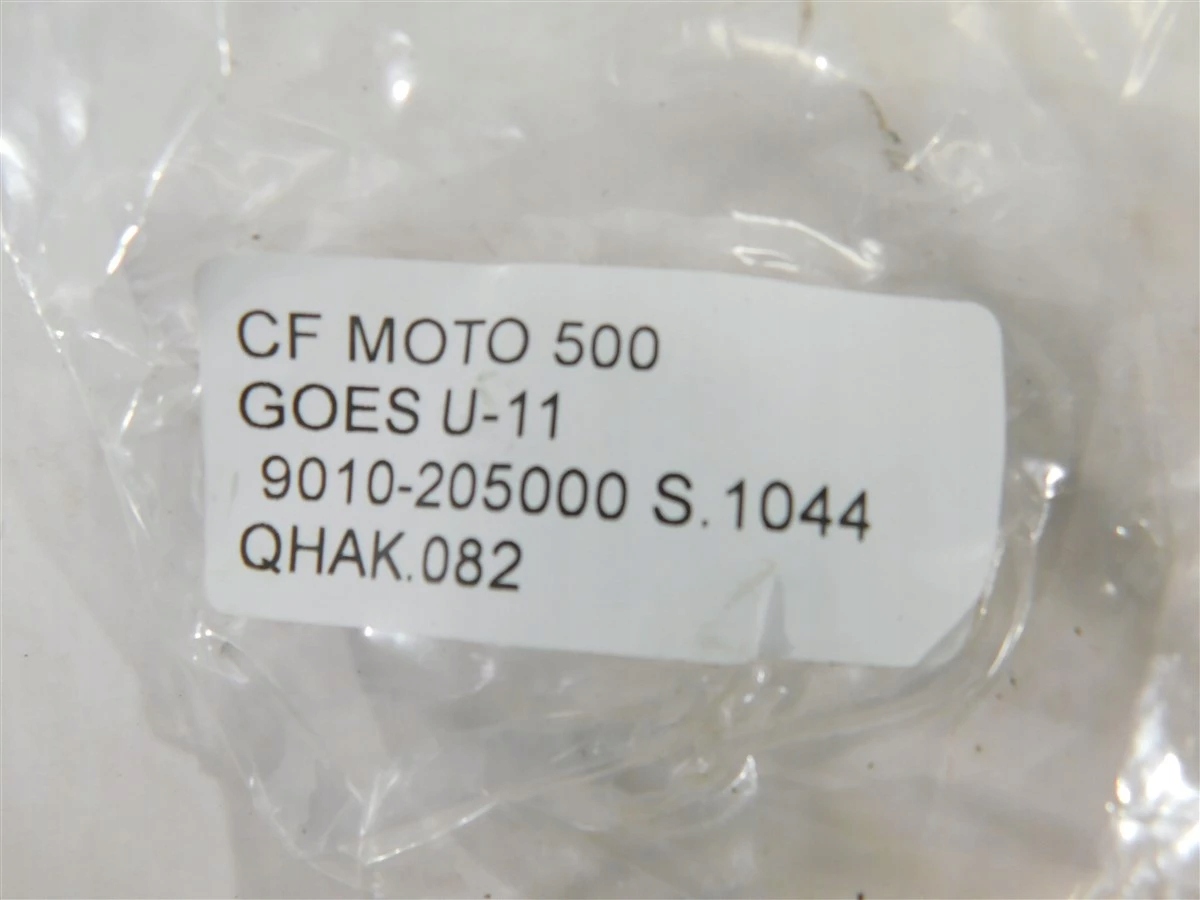 CF MOTO 500
GOES U-11
9010-205000 S.1044
QHAK.082